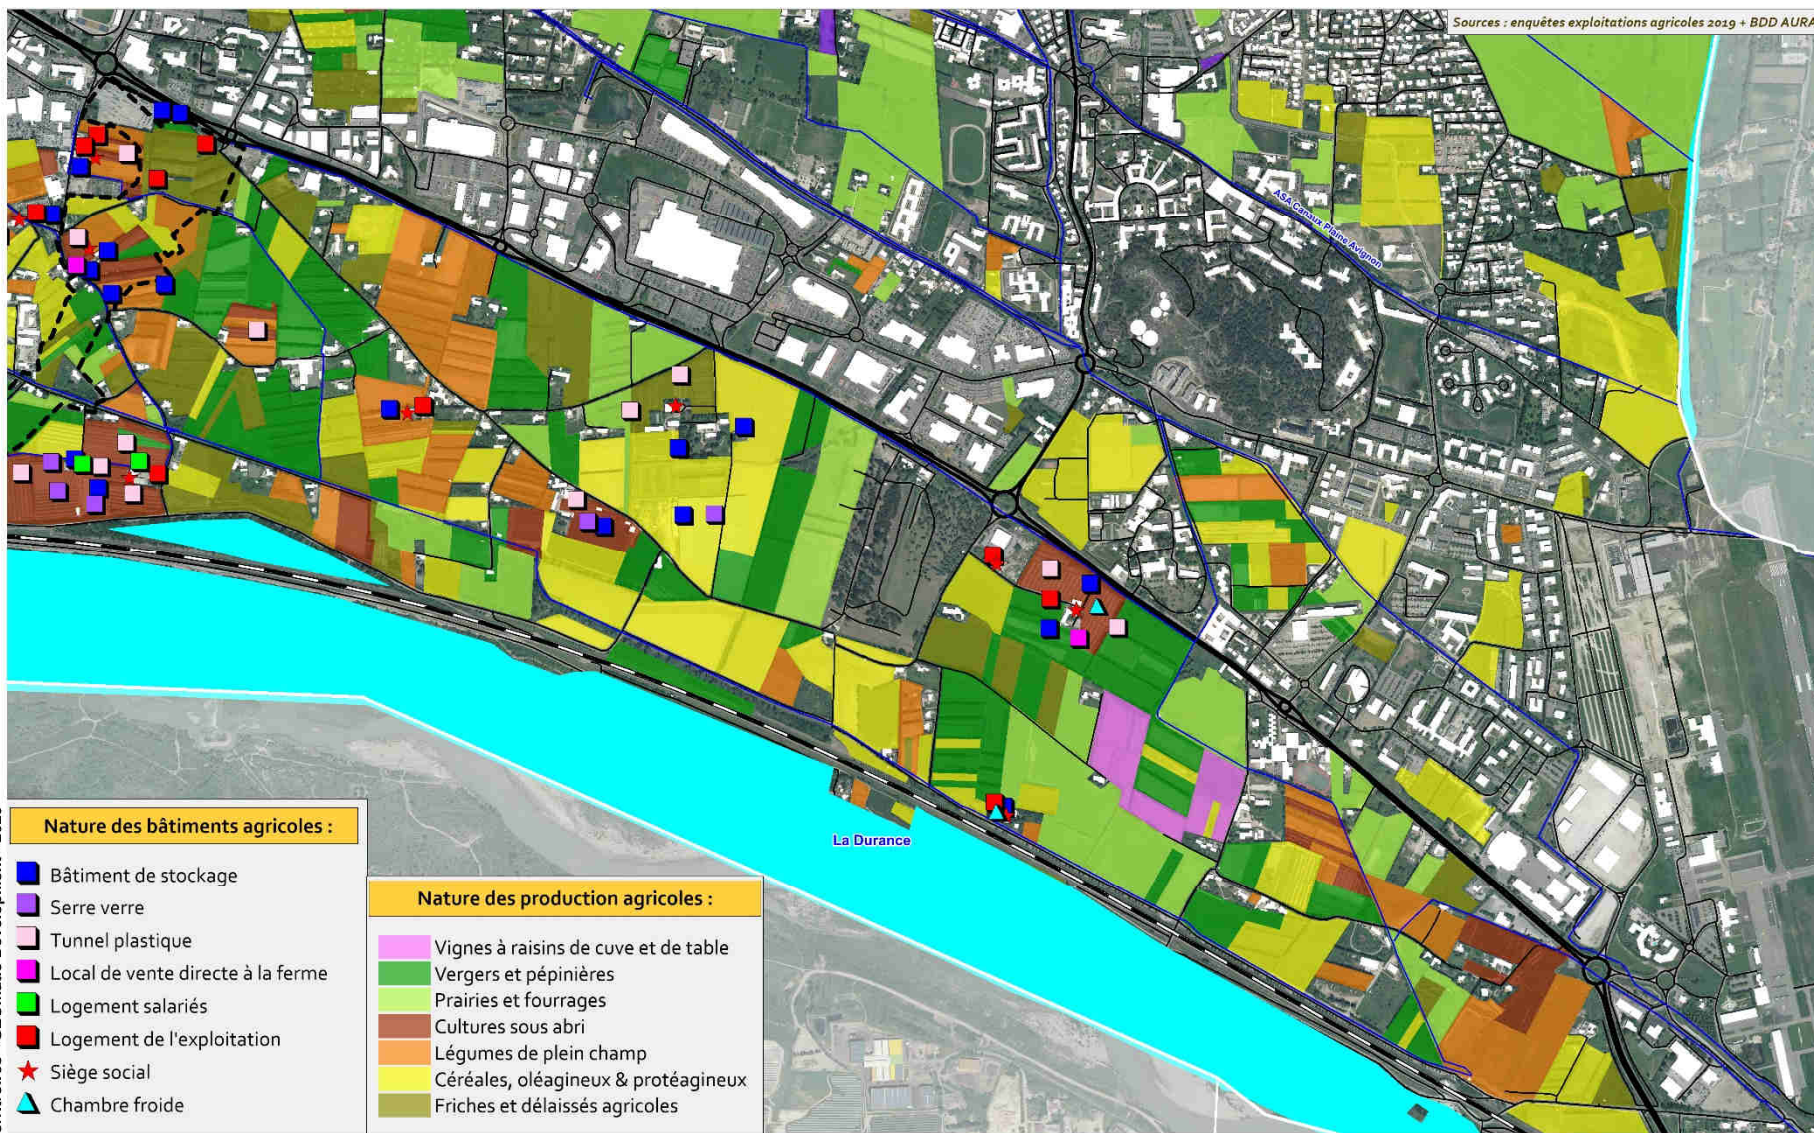 Sources : enquêtes exploitations agricoles 2019 + BDD AURA
ASA Canaux Plaine Avignon
La Durance
Nature des bâtiments agricoles :
Bâtiment de stockage
Serre verre
Tunnel plastique
Local de vente directe à la ferme
Logement salariés
Logement de l'exploitation
Siège social
Chambre froide
Nature des production agricoles :
Vignes à raisins de cuve et de table
Vergers et pépinières
Prairies et fourrages
Cultures sous abri
Légumes de plein champ
Céréales, oléagineux & protéagineux
Friches et délaissés agricoles